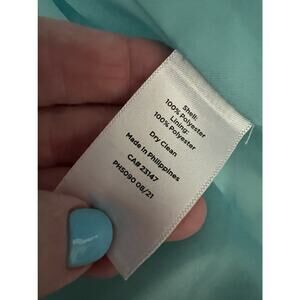 Shell:
100% Polyester
Lining:
100% Polyester
Dry Clean
Made in Philippines
CA# 23147
PH5090 08/21